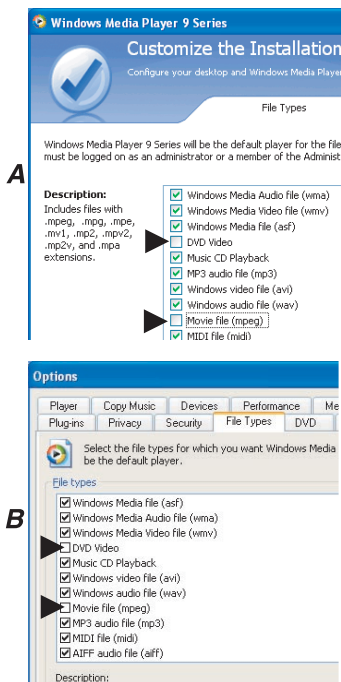 Windows Media Player 9 Series
Customize the Installation
Configure your desktop and Windows Media Player
File Types
Windows Media Player 9 Series will be the default player for the file
must be logged on as an administrator or a member of the Administ
A
Description:
Includes files with
.mpeg, .mpg, .mpe,
.mv1, .mp2, .mpv2,
.mp2v, and .mpa
extensions.
Windows Media Audio file (wma)
Windows Media Video file (wmv)
Windows Media file (asf)
DVD Video
Music CD Playback
MP3 audio file (mp3)
Windows video file (avi)
Windows audio file (wav)
Movie file (mpeg)
MIDI file (midi)
Options
Player Copy Music Devices Performance Me
Plug-ins Privacy Security File Types DVD
Select the file types for which you want Windows Media
be the default player.
File types
B
Windows Media file (asf)
Windows Media Audio file (wma)
Windows Media Video file (wmv)
DVD Video
Music CD Playback
Windows video file (avi)
Windows audio file (wav)
Movie file (mpeg)
MP3 audio file (mp3)
MIDI file (midi)
AIFF audio file (aiff)
Description: